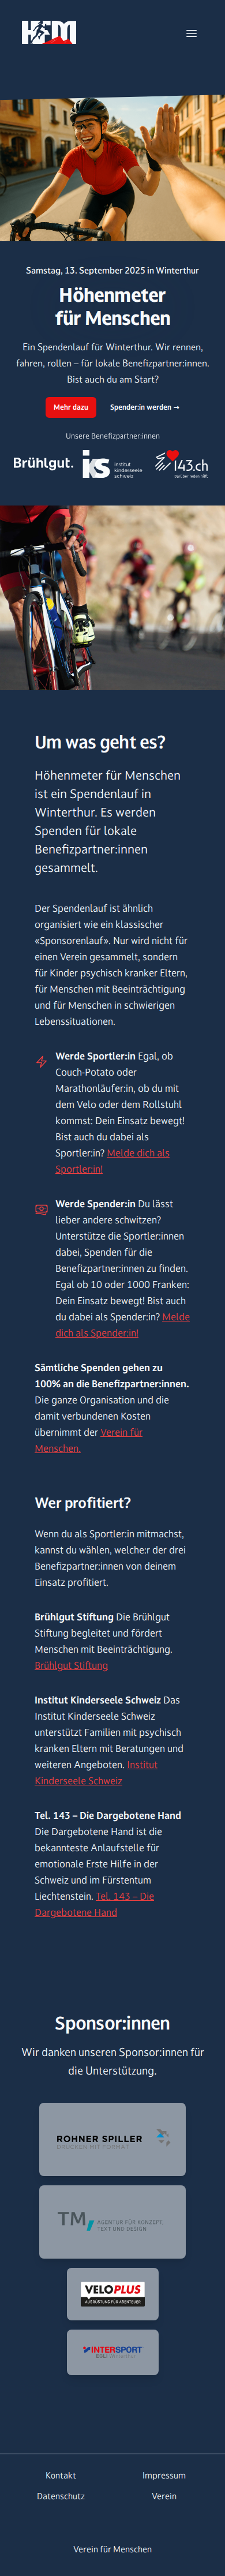 HFM
Samstag, 13. September 2025 in Winterthur
Höhenmeter
für Menschen
Ein Spendenlauf für Winterthur. Wir rennen,
fahren, rollen – für lokale Benefizpartner:innen.
Bist auch du am Start?
Mehr dazu
Spender:in werden →
Unsere Benefizpartner:innen
Brühlgut.
iks institut
kinderseele
schweiz
143.ch
Darüber reden hilft
Um was geht es?
Höhenmeter für Menschen
ist ein Spendenlauf in
Winterthur. Es werden
Spenden für lokale
Benefizpartner:innen
gesammelt.
Der Spendenlauf ist ähnlich
organisiert wie ein klassischer
«Sponsorenlauf». Nur wird nicht für
einen Verein gesammelt, sondern
für Kinder psychisch kranker Eltern,
für Menschen mit Beeinträchtigung
und für Menschen in schwierigen
Lebenssituationen.
Werde Sportler:in Egal, ob
Couch-Potato oder
Marathonläufer:in, ob du mit
dem Velo oder dem Rollstuhl
kommst: Dein Einsatz bewegt!
Bist auch du dabei als
Sportler:in? Melde dich als
Sportler:in!
Werde Spender:in Du lässt
lieber andere schwitzen?
Unterstütze die Sportler:innen
dabei, Spenden für die
Benefizpartner:innen zu finden.
Egal ob 10 oder 1000 Franken:
Dein Einsatz bewegt! Bist auch
du dabei als Spender:in? Melde
dich als Spender:in!
Sämtliche Spenden gehen zu
100% an die Benefizpartner:innen.
Die ganze Organisation und die
damit verbundenen Kosten
übernimmt der Verein für
Menschen.
Wer profitiert?
Wenn du als Sportler:in mitmachst,
kannst du wählen, welche:r der drei
Benefizpartner:innen von deinem
Einsatz profitiert.
Brühlgut Stiftung Die Brühlgut
Stiftung begleitet und fördert
Menschen mit Beeinträchtigung.
Brühlgut Stiftung
Institut Kinderseele Schweiz Das
Institut Kinderseele Schweiz
unterstützt Familien mit psychisch
kranken Eltern mit Beratungen und
weiteren Angeboten. Institut
Kinderseele Schweiz
Tel. 143 – Die Dargebotene Hand
Die Dargebotene Hand ist die
bekannteste Anlaufstelle für
emotionale Erste Hilfe in der
Schweiz und im Fürstentum
Liechtenstein. Tel. 143 – Die
Dargebotene Hand
Sponsor:innen
Wir danken unseren Sponsor:innen für
die Unterstützung.
ROHNER SPILLER
DRUCKEN MIT FORMAT
TM AGENTUR FÜR KONZEPT,
TEXT UND DESIGN
VELOPLUS
AUSRÜSTUNG FÜR ABENTEUER
INTERSPORT
EGLI Winterthur
Kontakt
Impressum
Datenschutz
Verein
Verein für Menschen